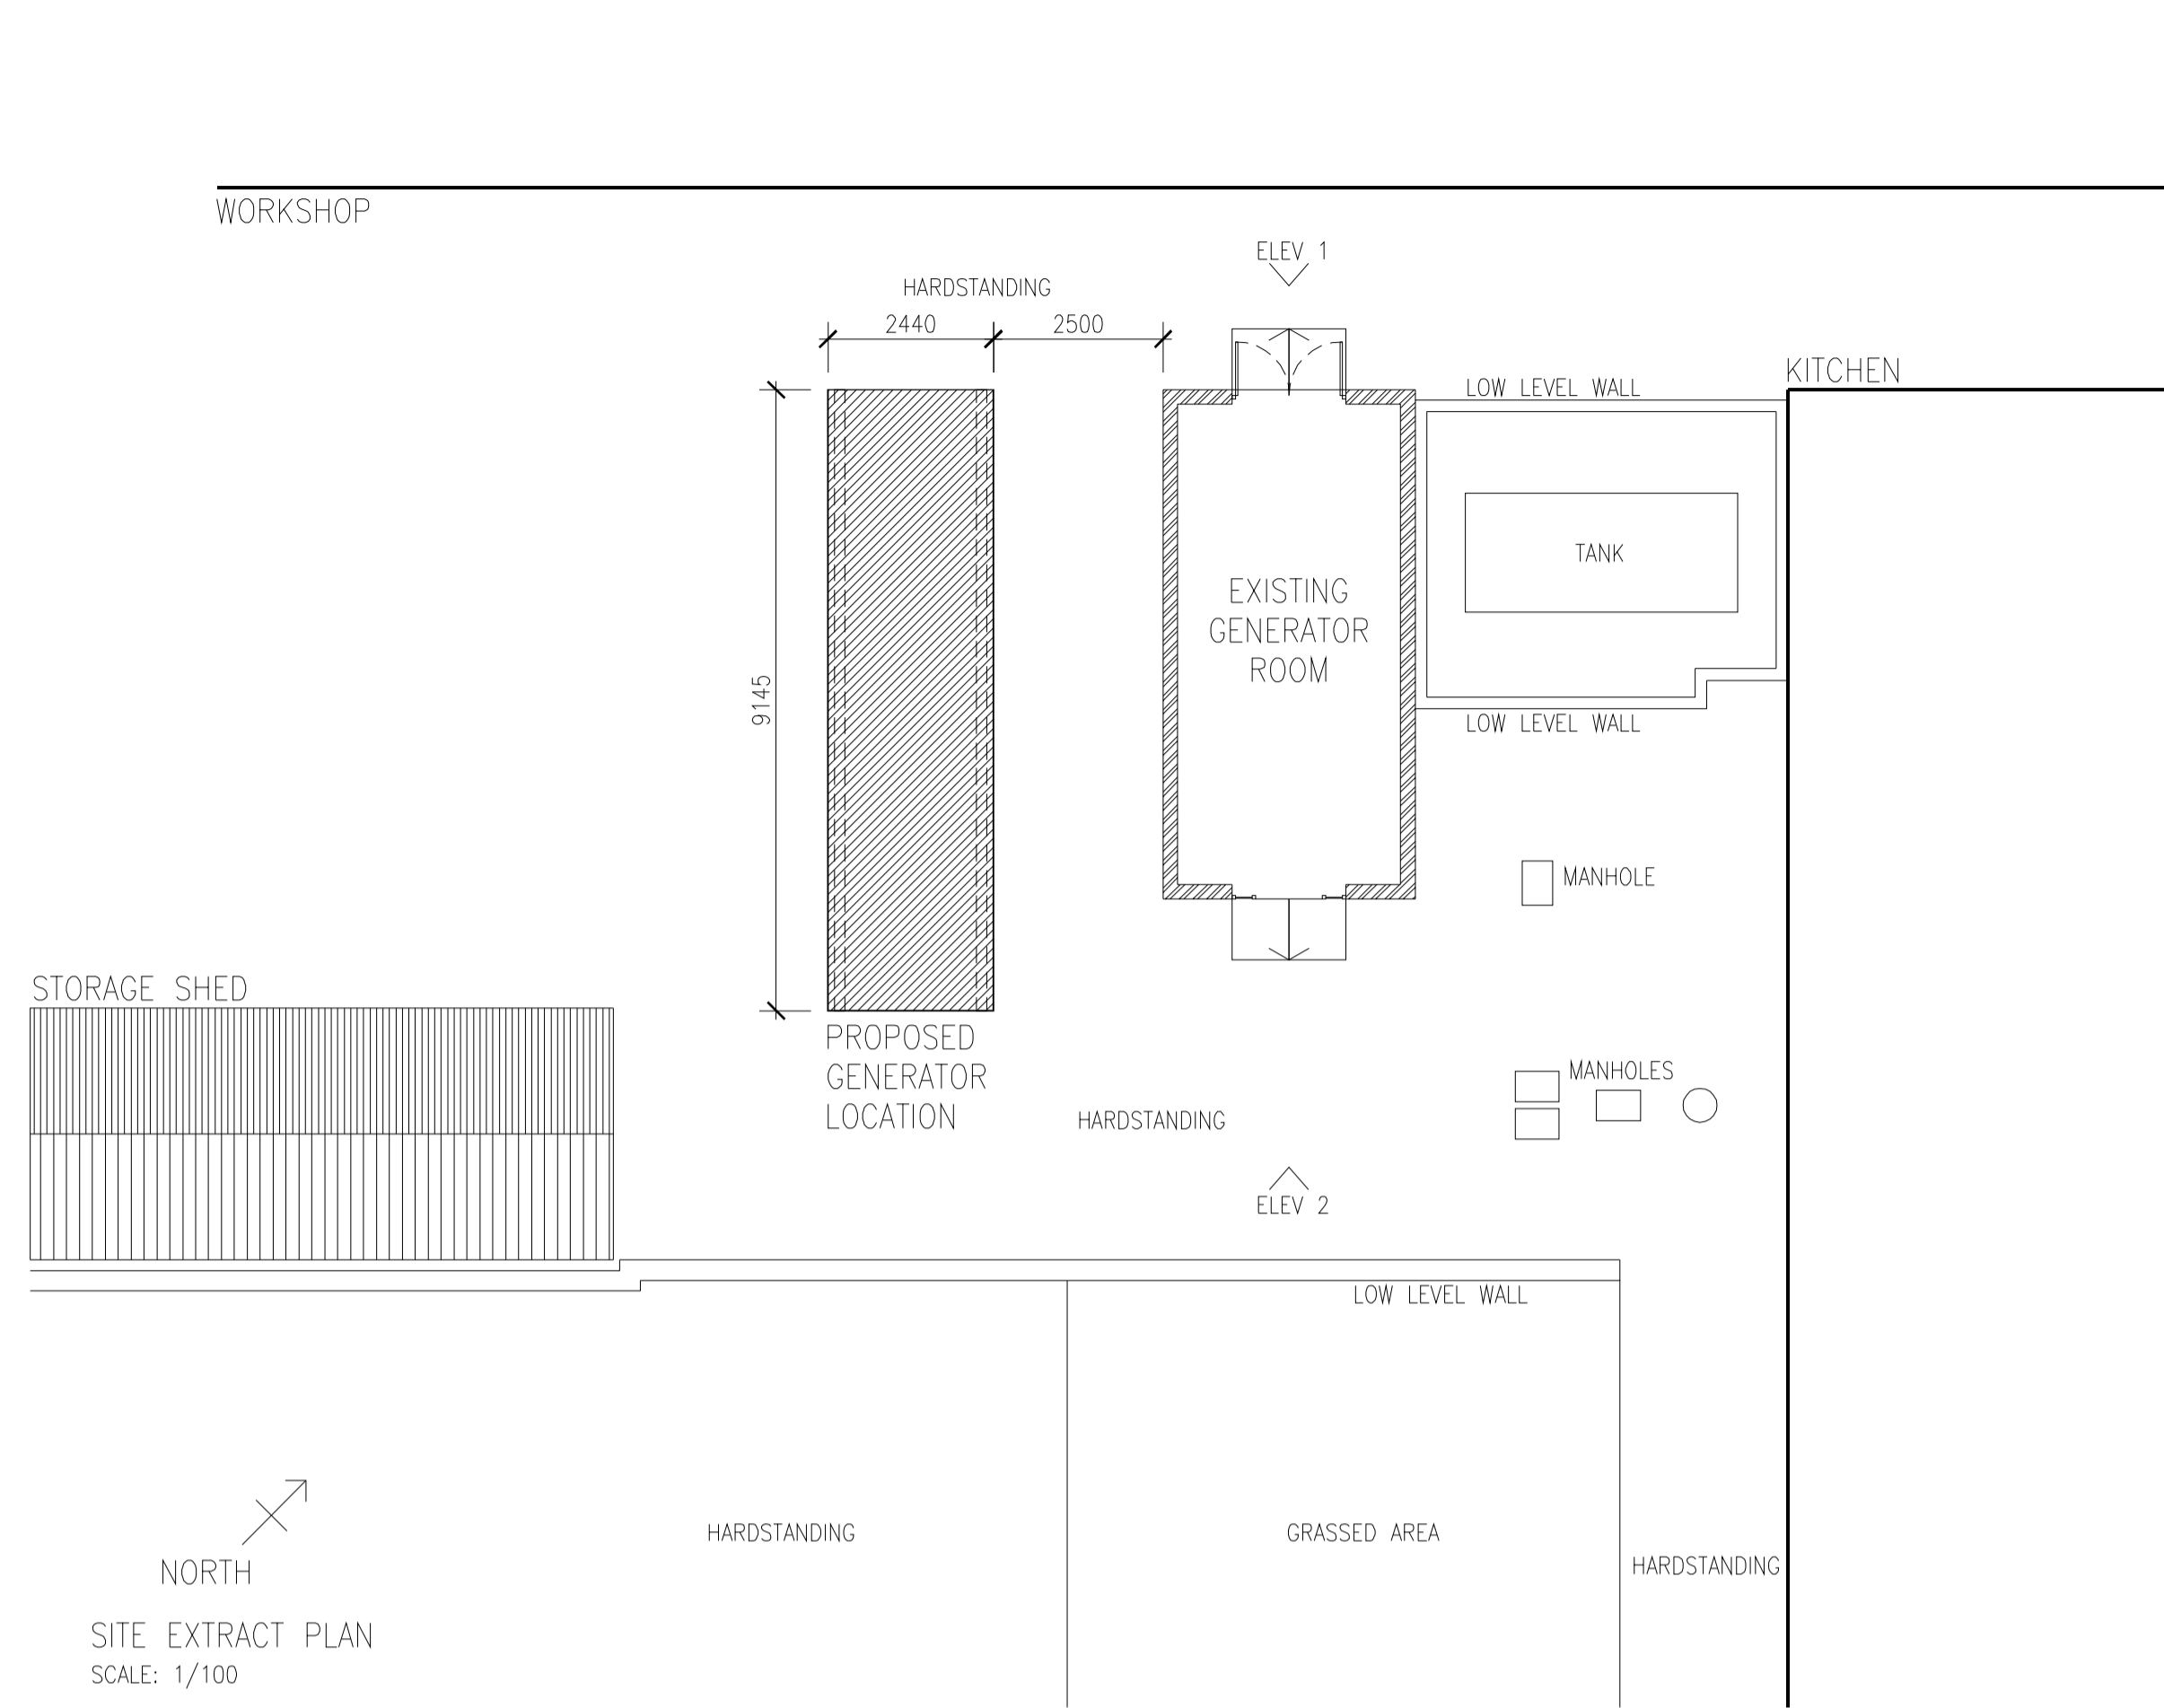 WORKSHOP
ELEV 1
HARDSTANDING
2440
2500
KITCHEN
LOW LEVEL WALL
TANK
EXISTING
GENERATOR
ROOM
9145
LOW LEVEL WALL
MANHOLE
STORAGE SHED
PROPOSED
GENERATOR
LOCATION
MANHOLES
HARDSTANDING
ELEV 2
LOW LEVEL WALL
HARDSTANDING
GRASSED AREA
HARDSTANDING
NORTH
SITE EXTRACT PLAN
SCALE: 1/100